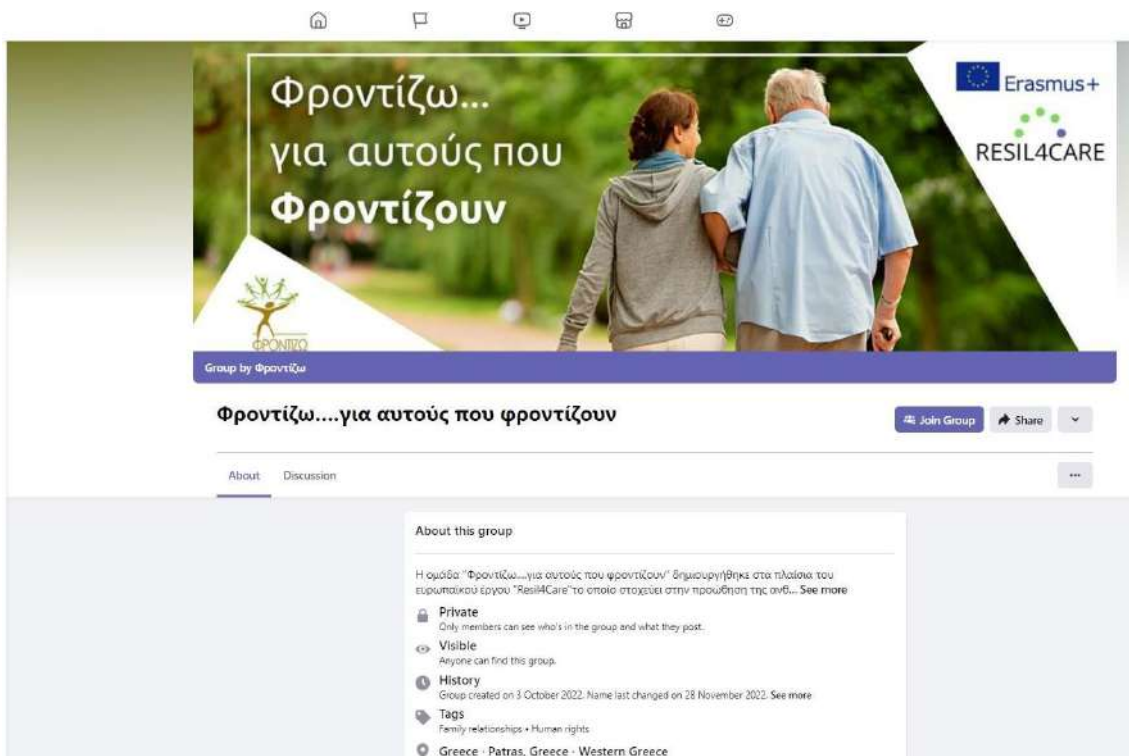 Φροντίζω...
για αυτούς που
Φροντίζουν
Erasmus+
RESIL4CARE
ΦΡΟΝΤΙΖΩ
Group by Φροντίζω
Φροντίζω....για αυτούς που φροντίζουν
Join Group
Share
About
Discussion
About this group
Η ομάδα "Φροντίζω....για αυτούς που φροντίζουν" δημιουργήθηκε στα πλαίσια του
ευρωπαϊκού έργου "Resil4Care"το οποίο στοχεύει στην προώθηση της ανθ... See more
Private
Only members can see who's in the group and what they post.
Visible
Anyone can find this group.
History
Group created on 3 October 2022. Name last changed on 28 November 2022. See more
Tags
Family relationships • Human rights
Greece · Patras, Greece · Western Greece